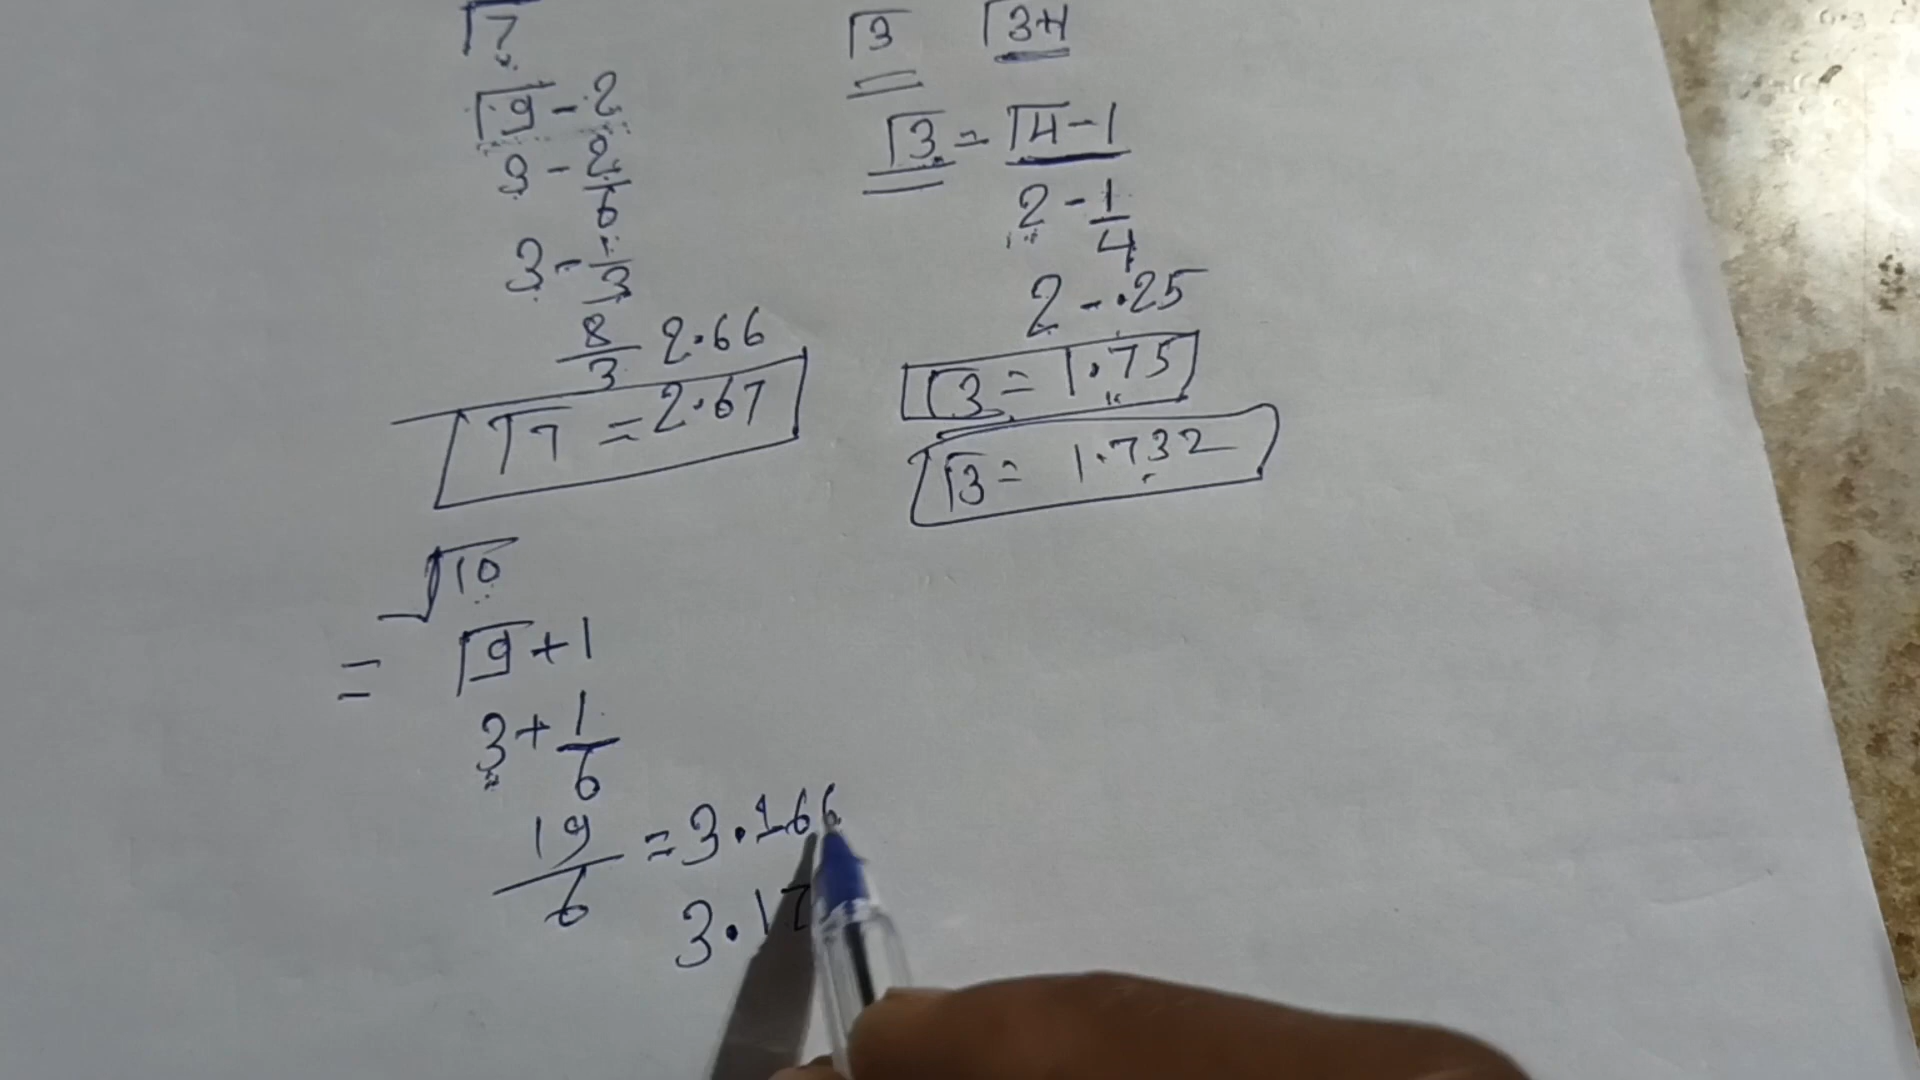 √7
√9 - 2
3 - 2/6
3 - 1/3
8/3 2.66
√7 = 2.67
√3 √3+1
√3 = √4 - 1
2 - 1/4
2 - .25
√3 = 1.75
√3 = 1.732
√10
= √9 + 1
3 + 1/6
19/6 = 3.166
3.17